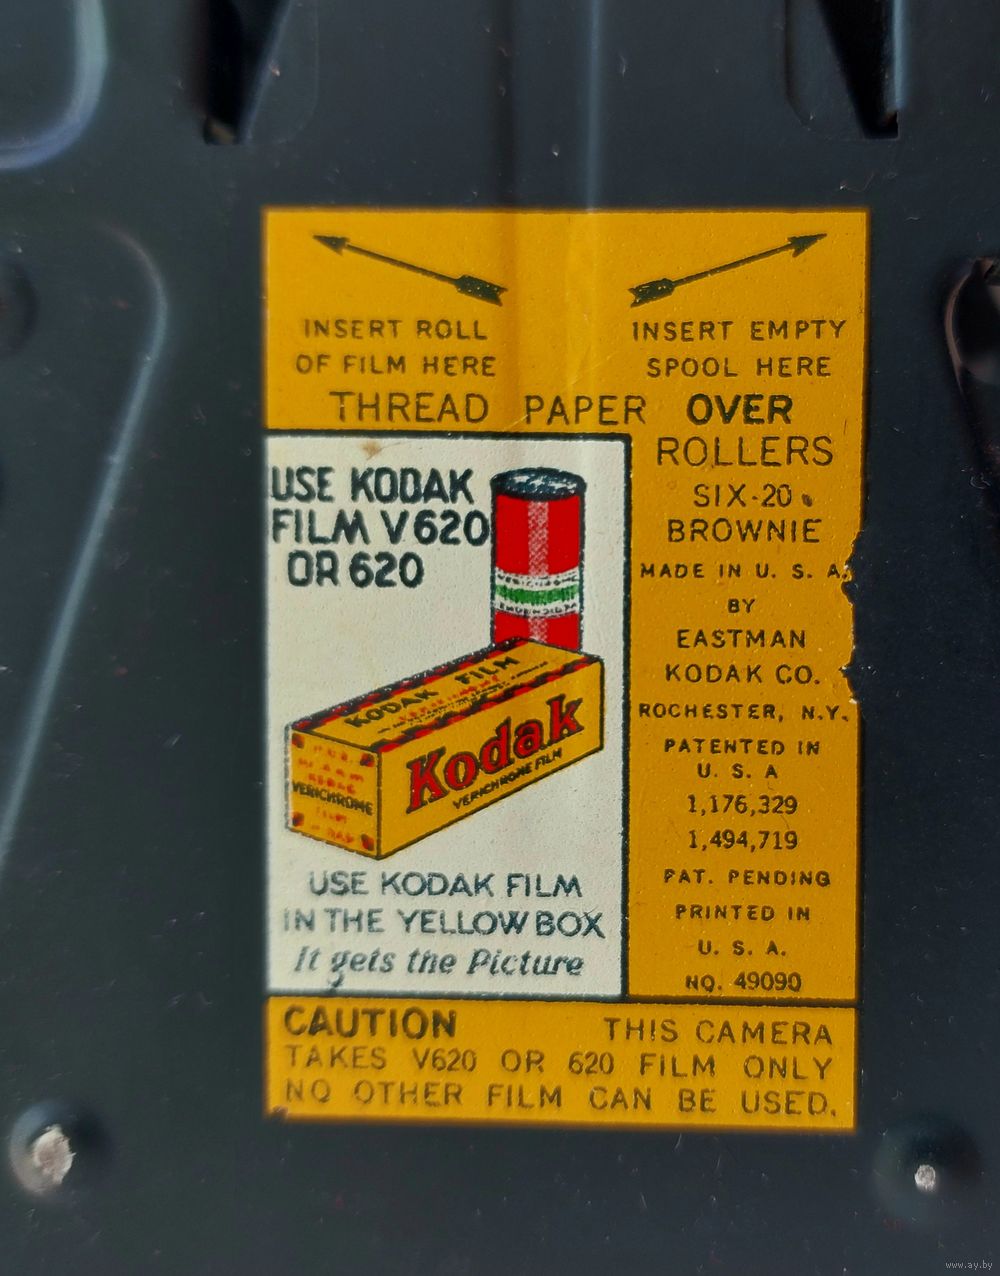 INSERT ROLL
OF FILM HERE
INSERT EMPTY
SPOOL HERE
THREAD PAPER OVER
ROLLERS
USE KODAK
FILM V620
OR 620
KODAK FILM
Kodak
VERICHROME FILM
VERICHROME
USE KODAK FILM
IN THE YELLOW BOX
It gets the Picture
SIX-20
BROWNIE
MADE IN U. S. A.
BY
EASTMAN
KODAK CO.
ROCHESTER, N.Y.
PATENTED IN
U. S. A
1,176,329
1,494,719
PAT. PENDING
PRINTED IN
U. S. A.
NO. 49090
CAUTION THIS CAMERA
TAKES V620 OR 620 FILM ONLY
NO OTHER FILM CAN BE USED.
www.ay.by